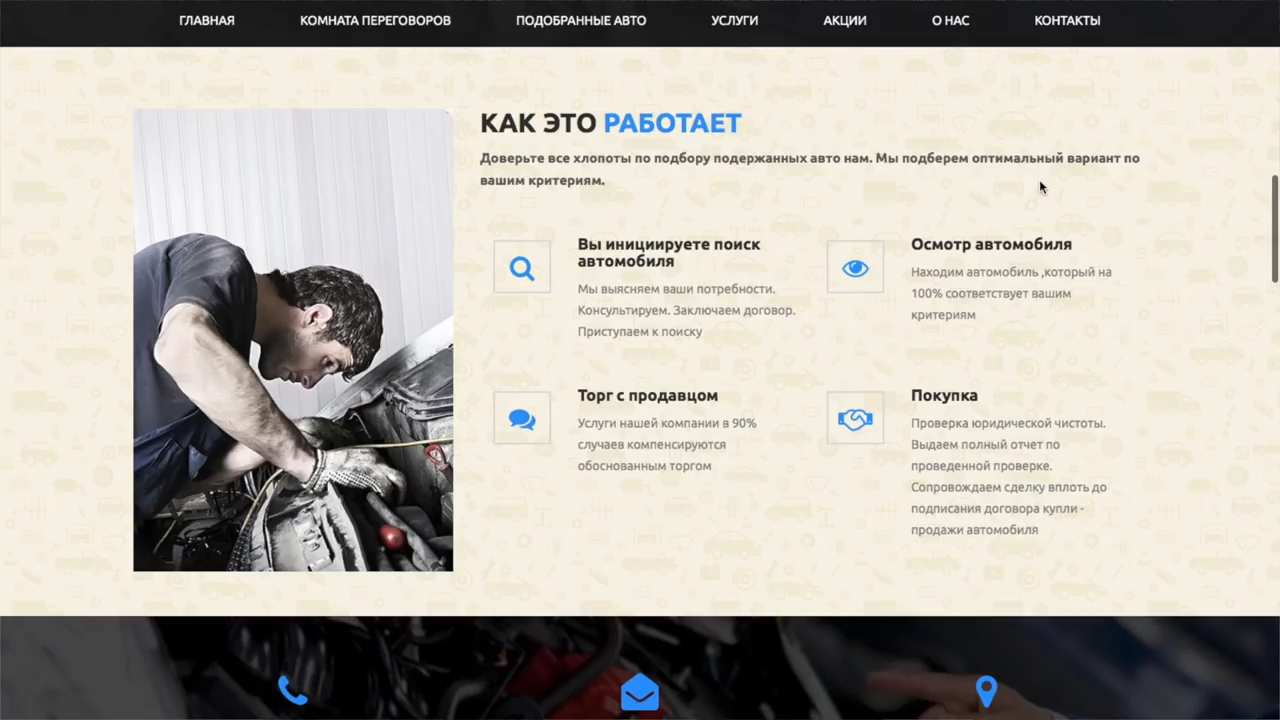 ГЛАВНАЯ КОМНАТА ПЕРЕГОВОРОВ ПОДОБРАННЫЕ АВТО УСЛУГИ АКЦИИ О НАС КОНТАКТЫ
КАК ЭТО РАБОТАЕТ
Доверьте все хлопоты по подбору подержанных авто нам. Мы подберем оптимальный вариант по
вашим критериям.
Вы инициируете поиск
автомобиля
Мы выясняем ваши потребности.
Консультируем. Заключаем договор.
Приступаем к поиску
Осмотр автомобиля
Находим автомобиль ,который на
100% соответствует вашим
критериям
Торг с продавцом
Услуги нашей компании в 90%
случаев компенсируются
обоснованным торгом
Покупка
Проверка юридической чистоты.
Выдаем полный отчет по
проведенной проверке.
Сопровождаем сделку вплоть до
подписания договора купли -
продажи автомобиля